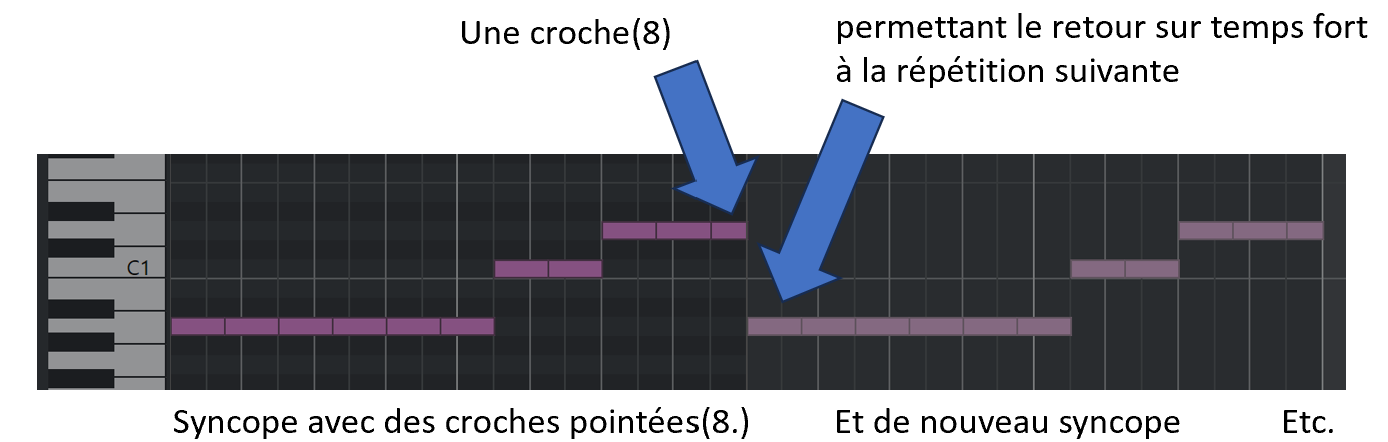 Une croche(8)
permettant le retour sur temps fort
à la répétition suivante
C1
Syncope avec des croches pointées(8.)
Et de nouveau syncope
Etc.